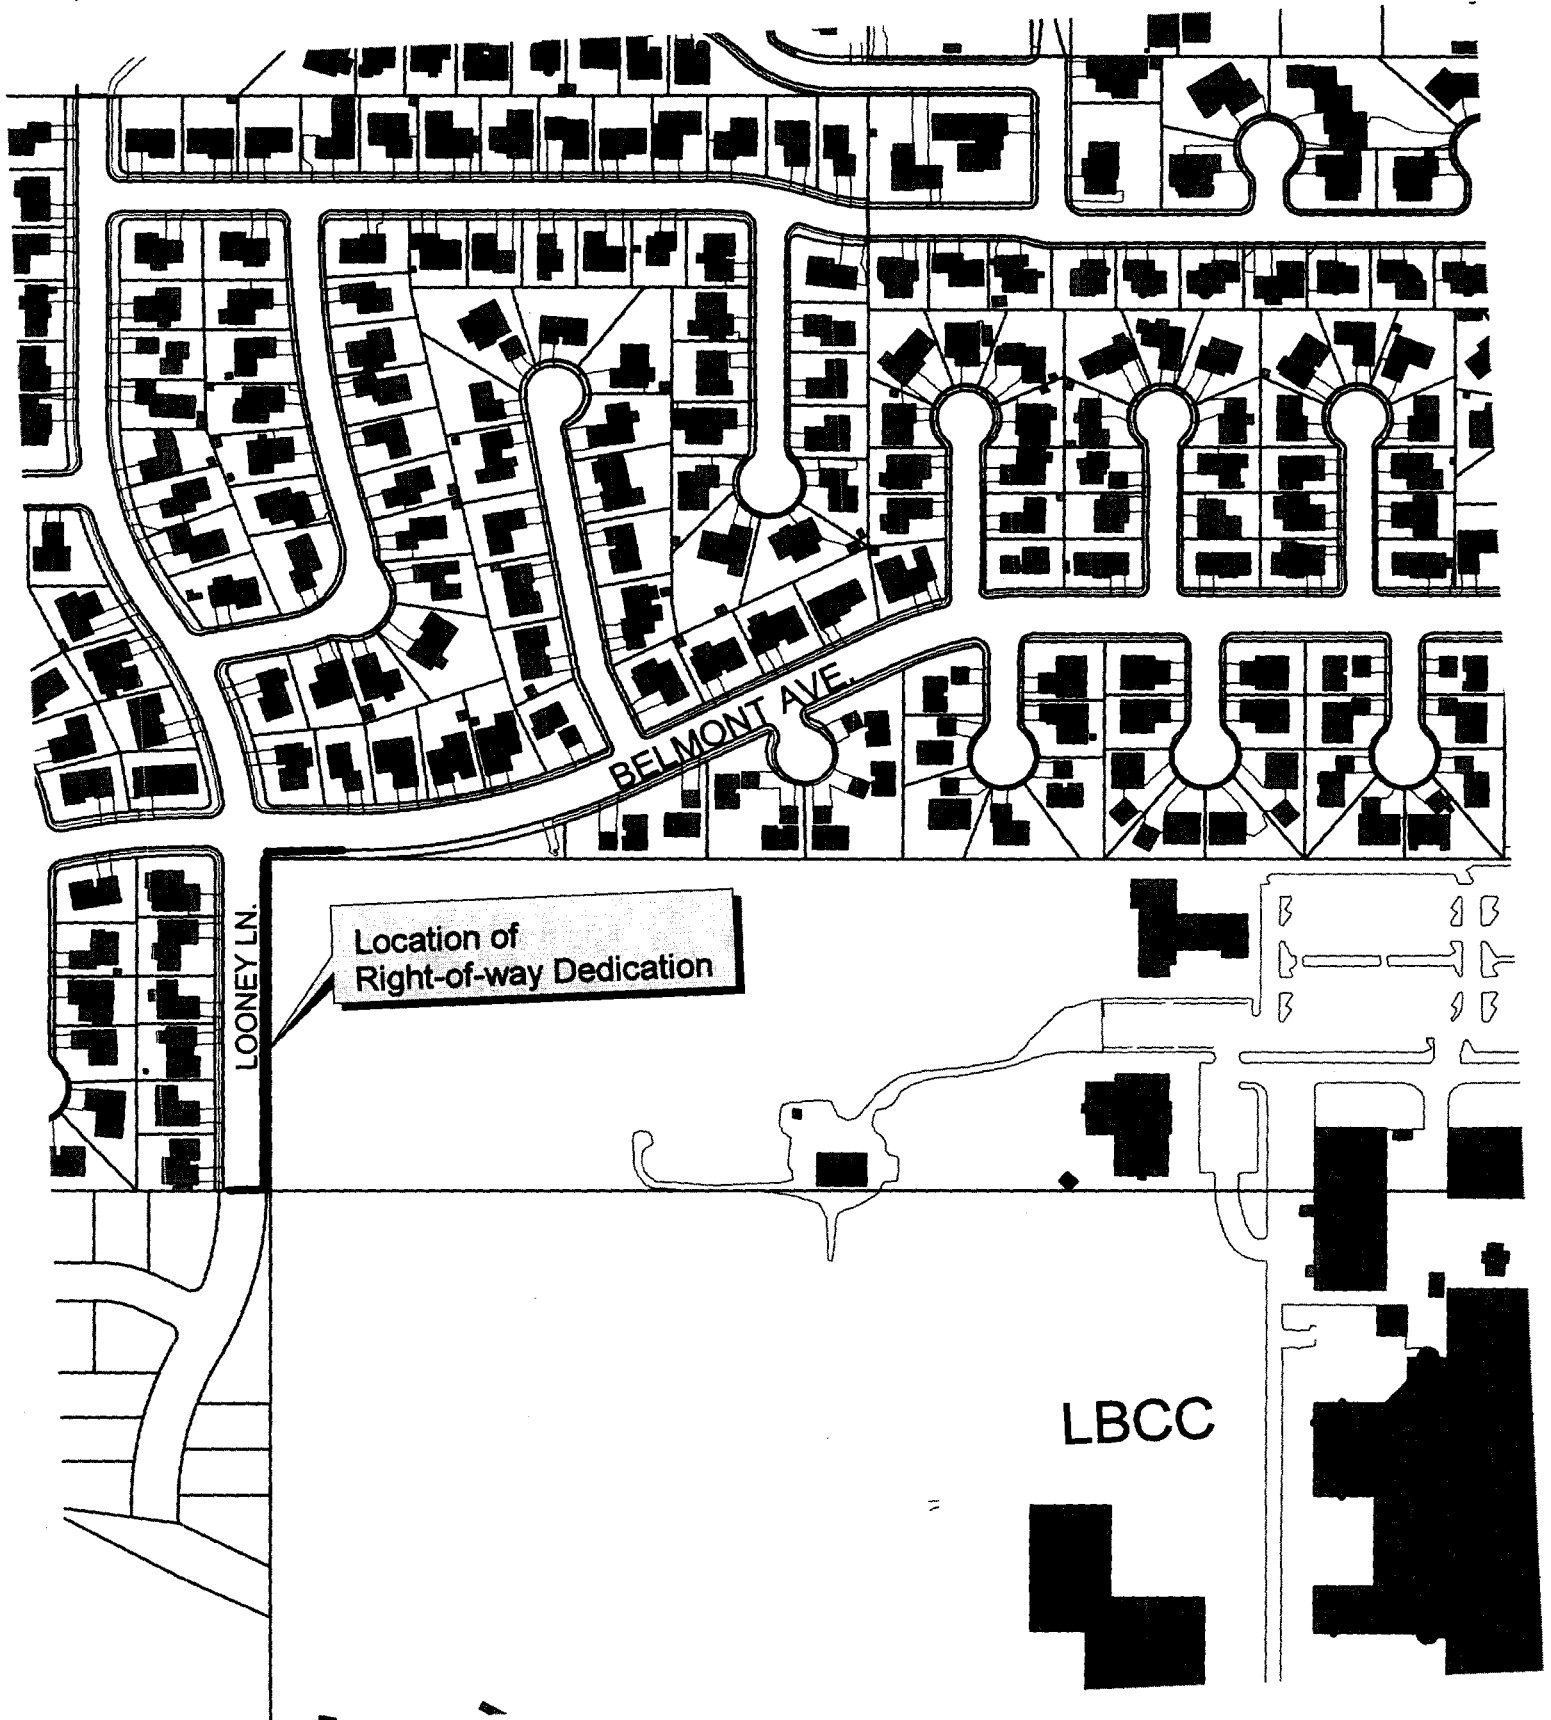 BELMONT AVE.
LOONEY LN.
Location of
Right-of-way Dedication
LBCC